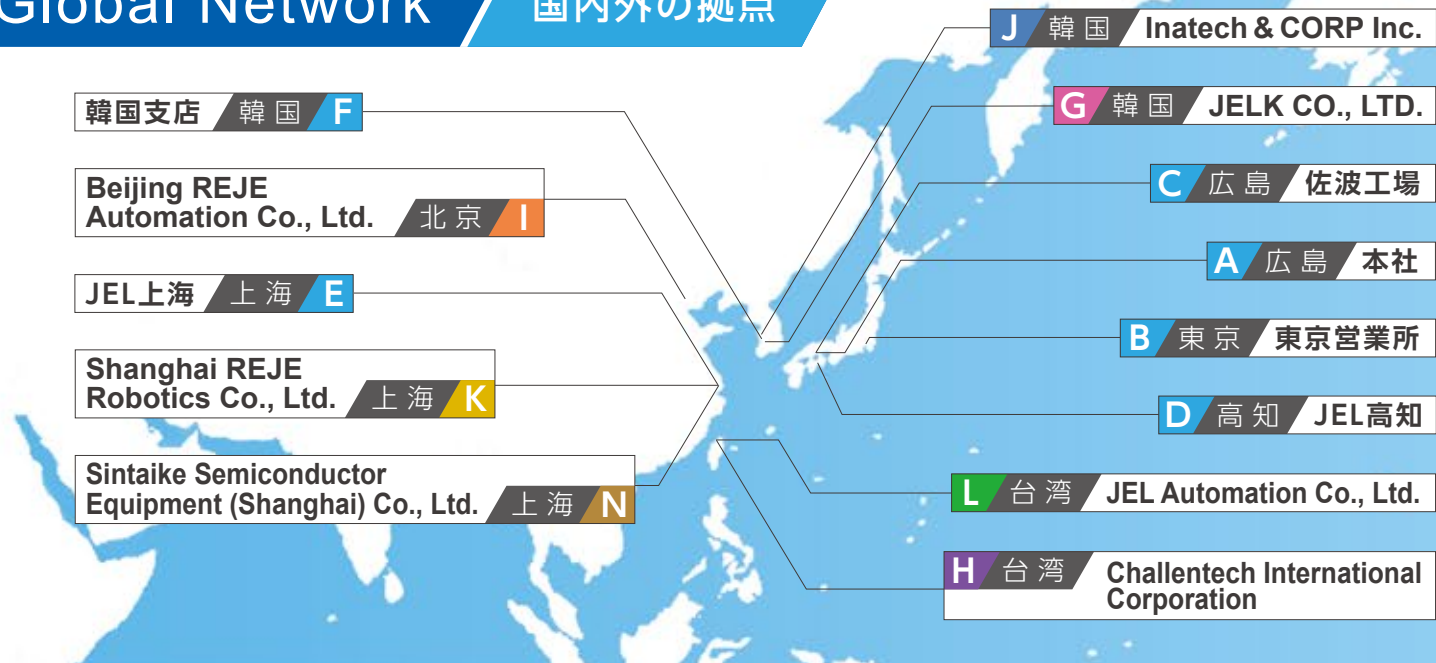 Global Network
国内外の拠点
韓国支店 韓国 F
Beijing REJE
Automation Co., Ltd. 北京 I
JEL上海 上海 E
Shanghai REJE
Robotics Co., Ltd. 上海 K
Sintaike Semiconductor
Equipment (Shanghai) Co., Ltd. 上海 N
J 韓国 Inatech & CORP Inc.
G 韓国 JELK CO., LTD.
C 広島 佐波工場
A 広島 本社
B 東京 東京営業所
D 高知 JEL高知
L 台湾 JEL Automation Co., Ltd.
H 台湾 Challentech International
Corporation